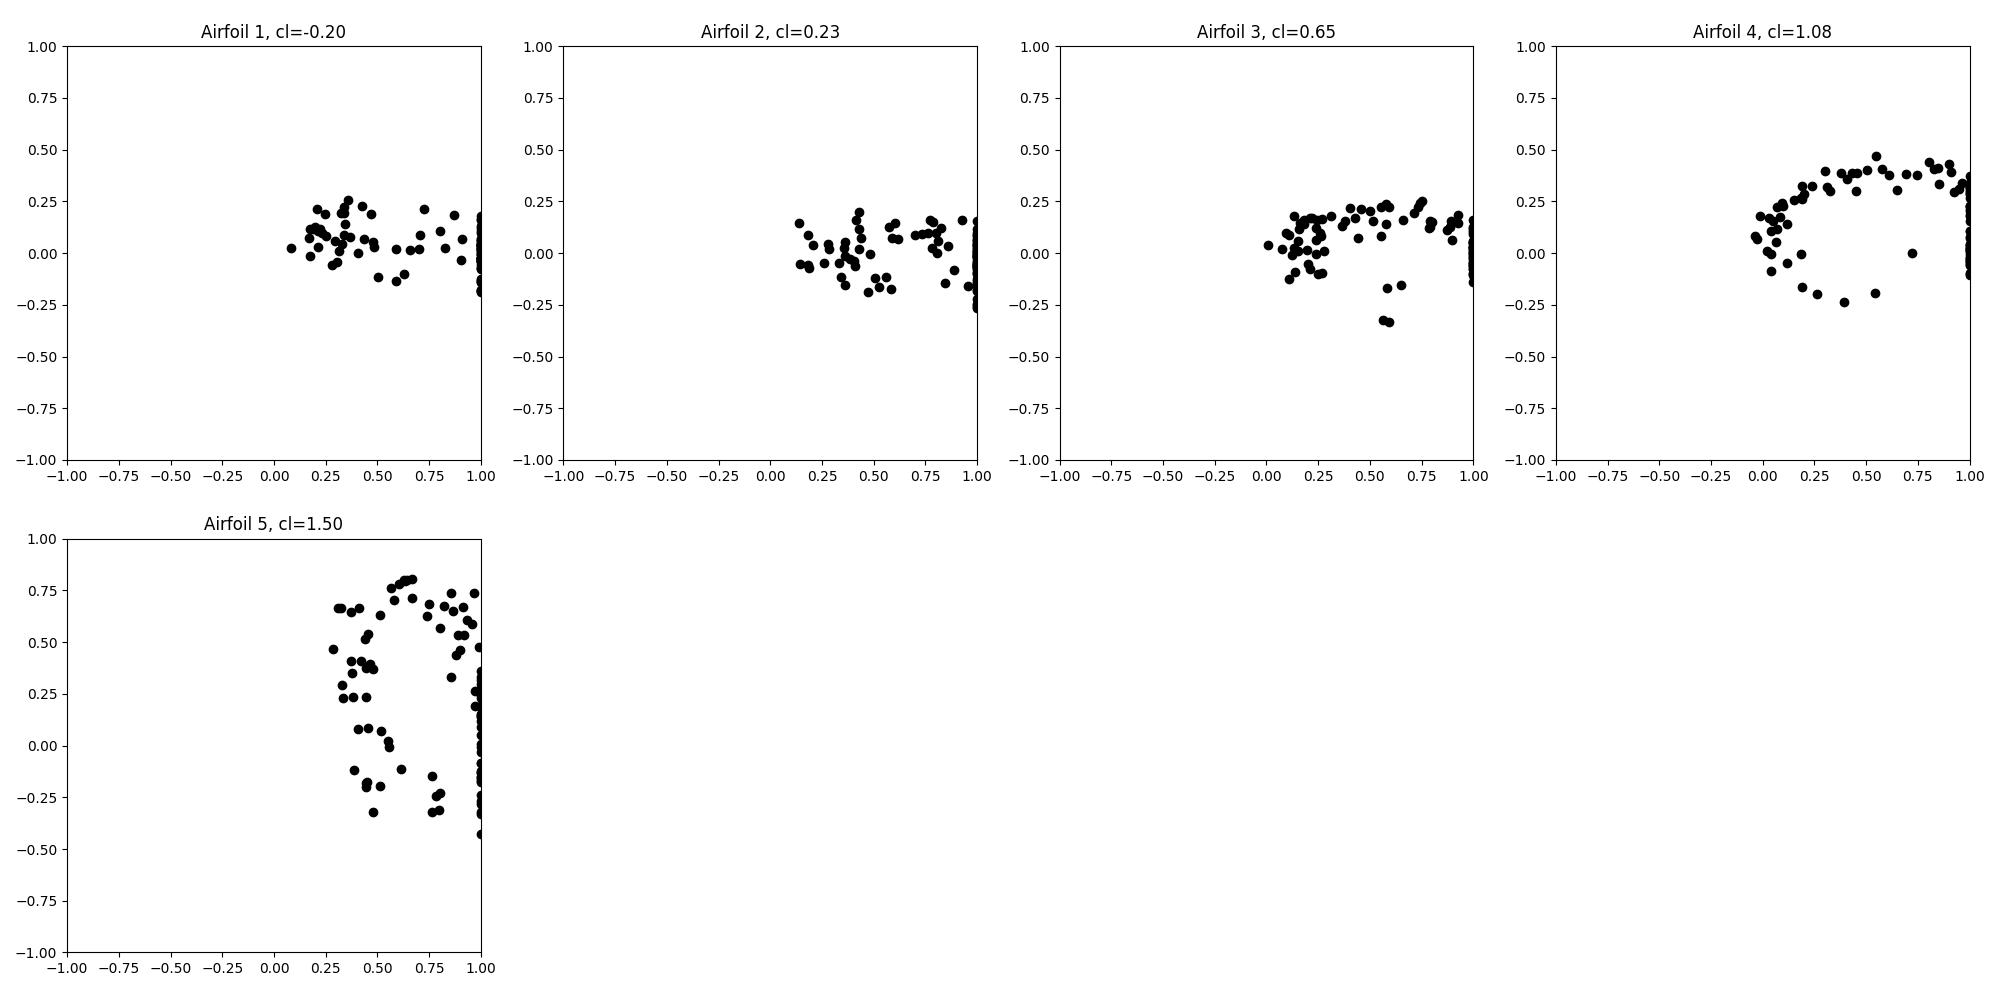 Airfoil 1, cl=-0.20
Airfoil 2, cl=0.23
Airfoil 3, cl=0.65
Airfoil 4, cl=1.08
1.00 1.00 1.00 1.00
0.75 0.75 0.75 0.75
0.50 0.50 0.50 0.50
0.25 0.25 0.25 0.25
0.00 0.00 0.00 0.00
−0.25 −0.25 −0.25 −0.25
−0.50 −0.50 −0.50 −0.50
−0.75 −0.75 −0.75 −0.75
−1.00 −1.00 −1.00 −1.00
−1.00 −0.75 −0.50 −0.25 0.00 0.25 0.50 0.75 1.00
−1.00 −0.75 −0.50 −0.25 0.00 0.25 0.50 0.75 1.00
−1.00 −0.75 −0.50 −0.25 0.00 0.25 0.50 0.75 1.00
−1.00 −0.75 −0.50 −0.25 0.00 0.25 0.50 0.75 1.00
Airfoil 5, cl=1.50
1.00
0.75
0.50
0.25
0.00
−0.25
−0.50
−0.75
−1.00
−1.00 −0.75 −0.50 −0.25 0.00 0.25 0.50 0.75 1.00